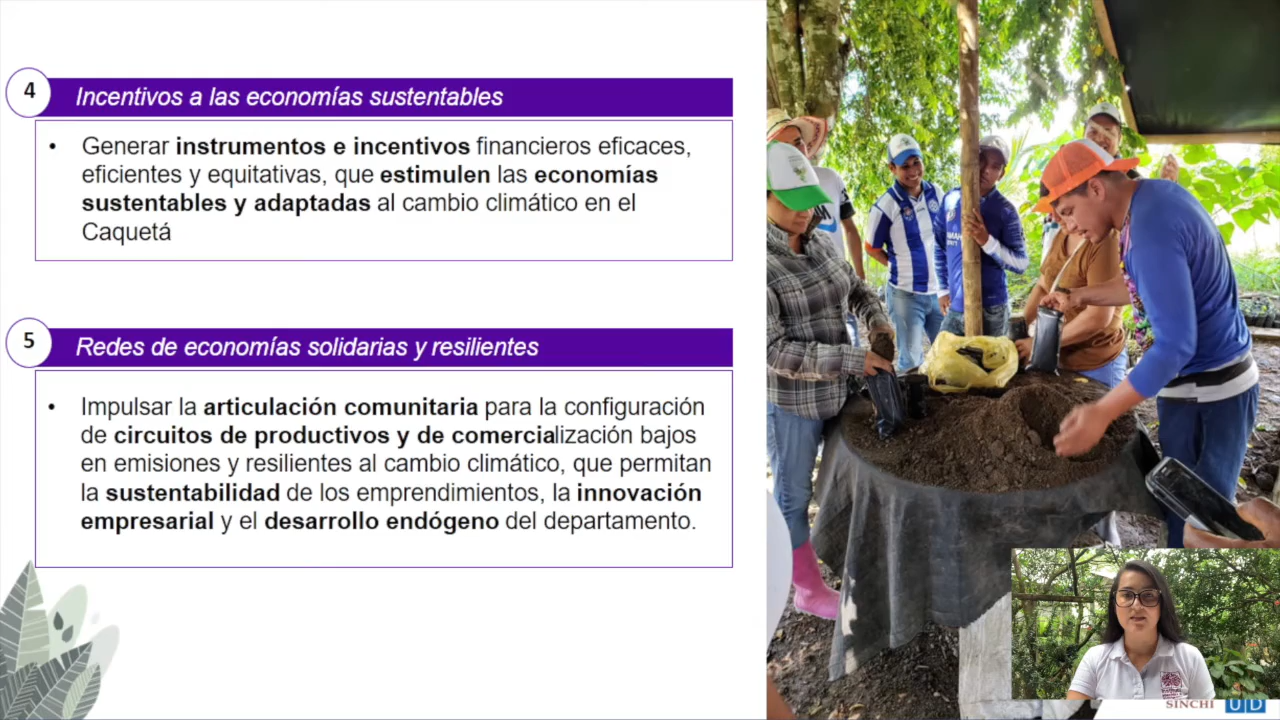 4
Incentivos a las economías sustentables
• Generar instrumentos e incentivos financieros eficaces,
eficientes y equitativas, que estimulen las economías
sustentables y adaptadas al cambio climático en el
Caquetá
5
Redes de economías solidarias y resilientes
• Impulsar la articulación comunitaria para la configuración
de circuitos de productivos y de comercialización bajos
en emisiones y resilientes al cambio climático, que permitan
la sustentabilidad de los emprendimientos, la innovación
empresarial y el desarrollo endógeno del departamento.
SINCHI UD